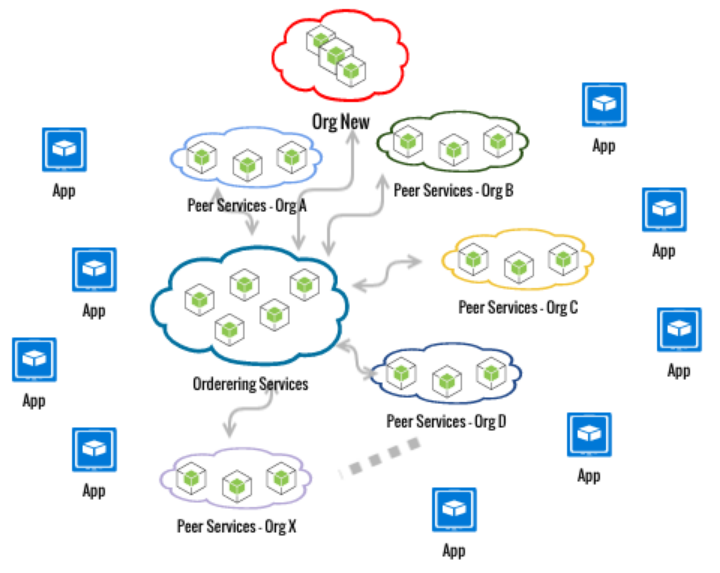 Org New
App
App
Peer Services - Org A
Peer Services - Org B
App
App
Peer Services - Org C
App
App
Orderering Services
App
App
Peer Services - Org D
App
App
Peer Services - Org X
App